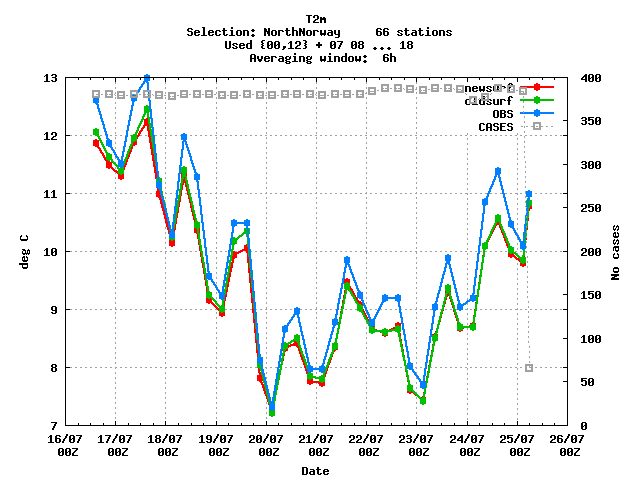 T2m
Selection: NorthNorway 66 stations
Used {00,12} + 07 08 ... 18
Averaging window: 6h
newsurf
oldsurf
OBS
CASES
deg C
13
12
11
10
9
8
7
No cases
400
350
300
250
200
150
100
50
0
16/07 17/07 18/07 19/07 20/07 21/07 22/07 23/07 24/07 25/07 26/07
00Z 00Z 00Z 00Z 00Z 00Z 00Z 00Z 00Z 00Z 00Z
Date